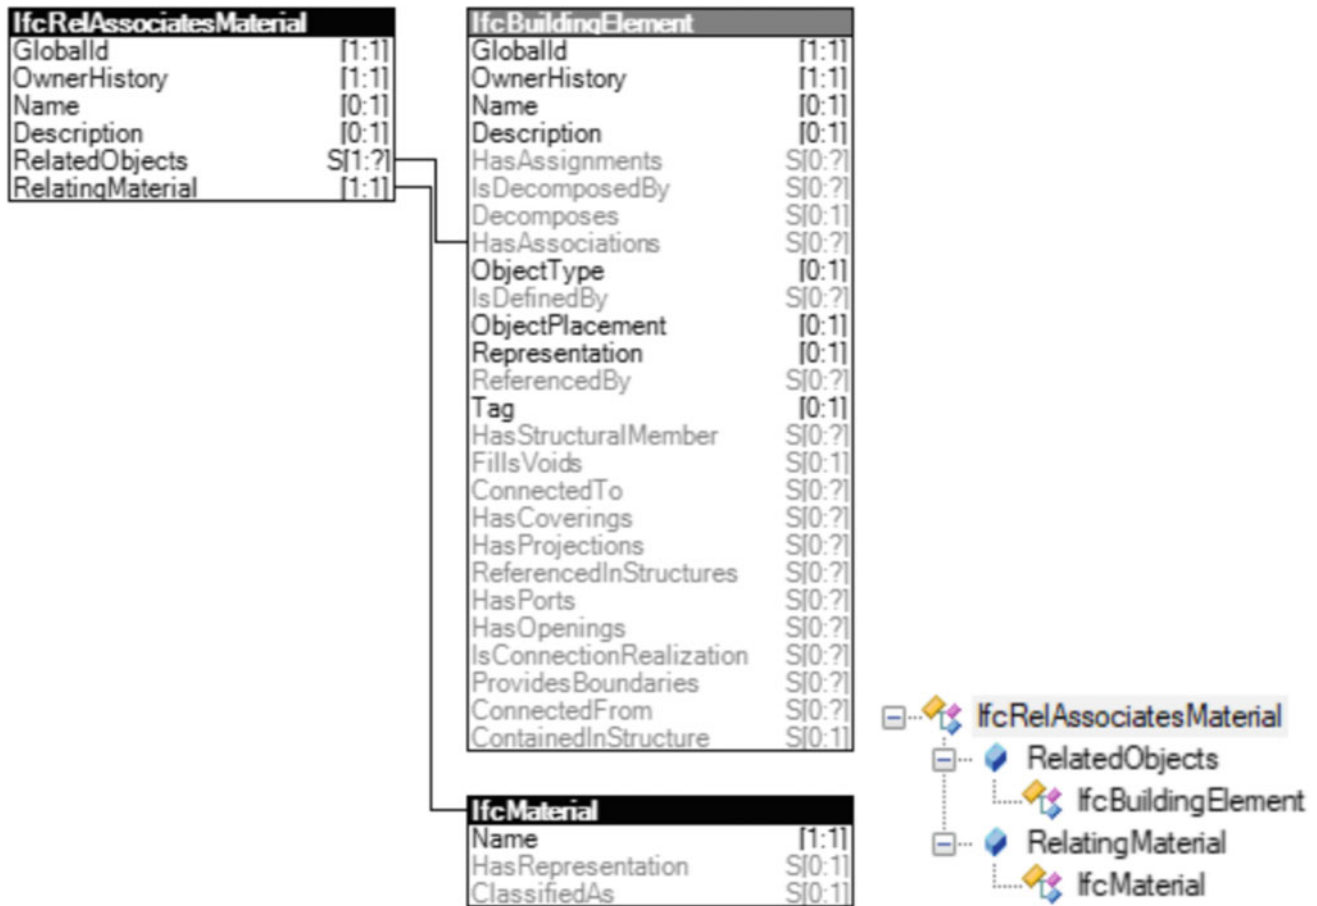 IfcRelAssociatesMaterial
GlobalId [1:1]
OwnerHistory [1:1]
Name [0:1]
Description [0:1]
RelatedObjects S[1:?]
RelatingMaterial [1:1]
IfcBuildingElement
GlobalId [1:1]
OwnerHistory [1:1]
Name [0:1]
Description [0:1]
HasAssignments S[0:?]
IsDecomposedBy S[0:?]
Decomposes S[0:1]
HasAssociations S[0:?]
ObjectType [0:1]
IsDefinedBy S[0:?]
ObjectPlacement [0:1]
Representation [0:1]
ReferencedBy S[0:?]
Tag [0:1]
HasStructuralMember S[0:?]
FillsVoids S[0:1]
ConnectedTo S[0:?]
HasCoverings S[0:?]
HasProjections S[0:?]
ReferencedInStructures S[0:?]
HasPorts S[0:?]
HasOpenings S[0:?]
IsConnectionRealization S[0:?]
ProvidesBoundaries S[0:?]
ConnectedFrom S[0:?]
ContainedInStructure S[0:1]
IfcMaterial
Name [1:1]
HasRepresentation S[0:1]
ClassifiedAs S[0:1]
IfcRelAssociatesMaterial
RelatedObjects
IfcBuildingElement
RelatingMaterial
IfcMaterial